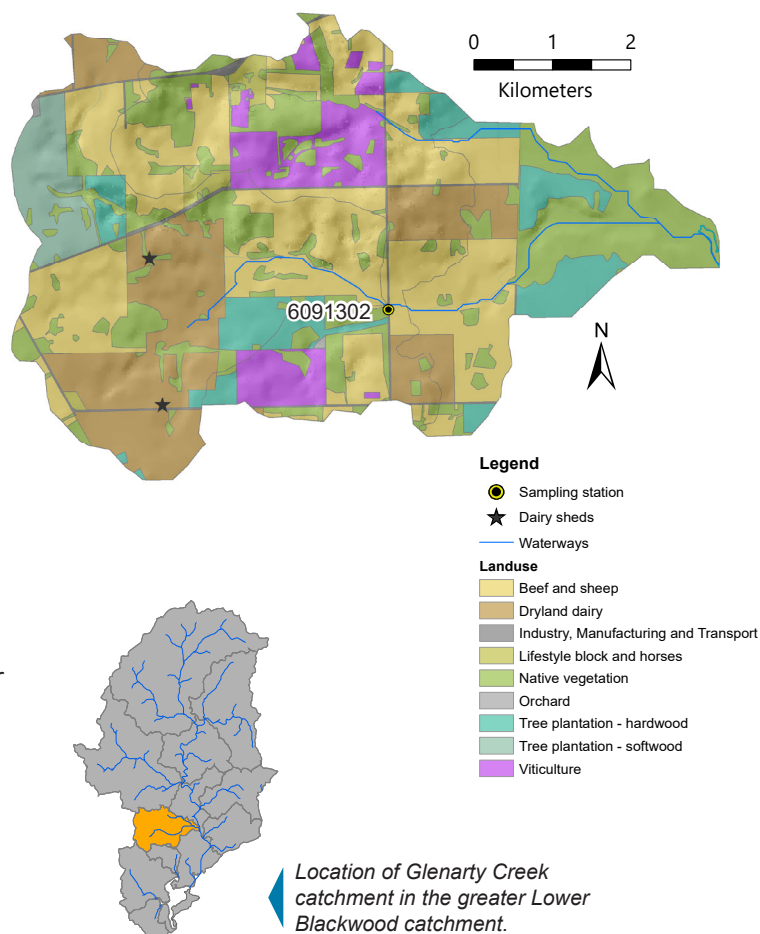 0 1 2
Kilometers
6091302
N
Legend
Sampling station
Dairy sheds
Waterways
Landuse
Beef and sheep
Dryland dairy
Industry, Manufacturing and Transport
Lifestyle block and horses
Native vegetation
Orchard
Tree plantation - hardwood
Tree plantation - softwood
Viticulture
Location of Glenarty Creek
catchment in the greater Lower
Blackwood catchment.